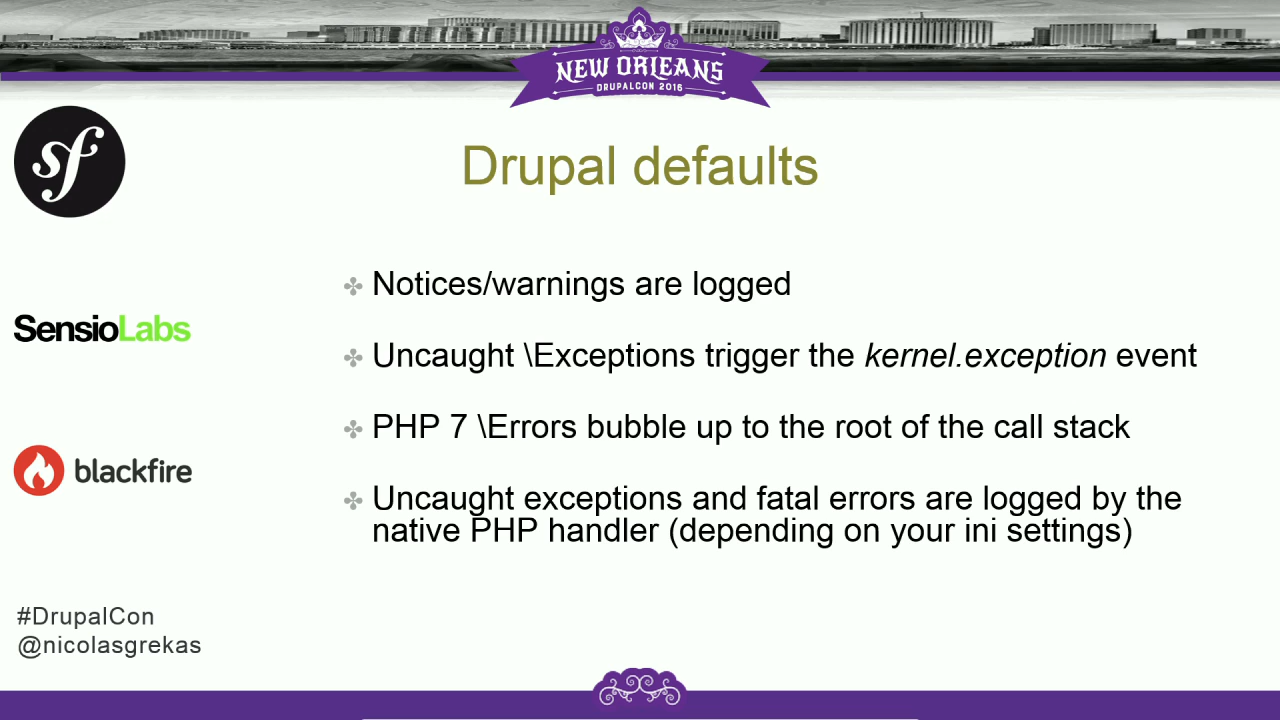 NEW ORLEANS
DRUPALCON 2016
sf
Drupal defaults
Notices/warnings are logged
SensioLabs
Uncaught \Exceptions trigger the kernel.exception event
PHP 7 \Errors bubble up to the root of the call stack
blackfire
Uncaught exceptions and fatal errors are logged by the
native PHP handler (depending on your ini settings)
#DrupalCon
@nicolasgrekas